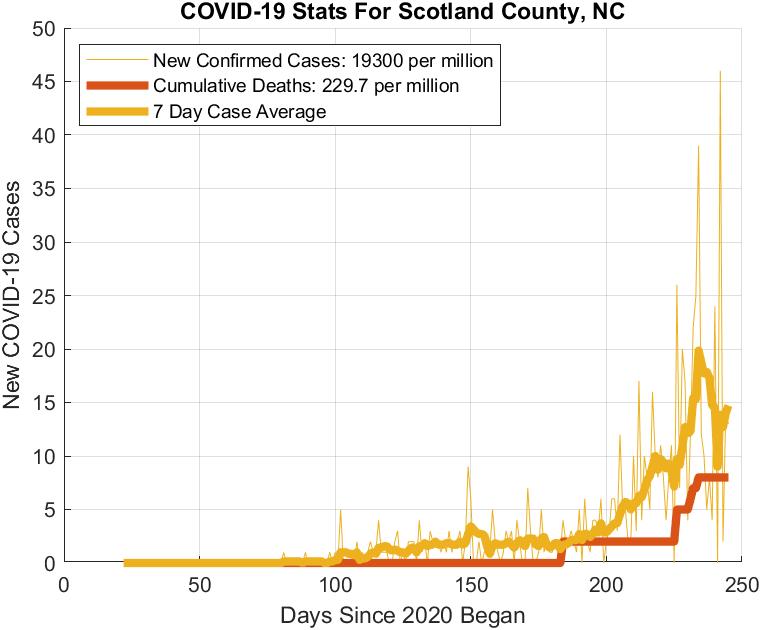 COVID-19 Stats For Scotland County, NC
50
45
40
35
30
25
20
15
10
5
0
New COVID-19 Cases
New Confirmed Cases: 19300 per million
Cumulative Deaths: 229.7 per million
7 Day Case Average
0 50 100 150 200 250
Days Since 2020 Began